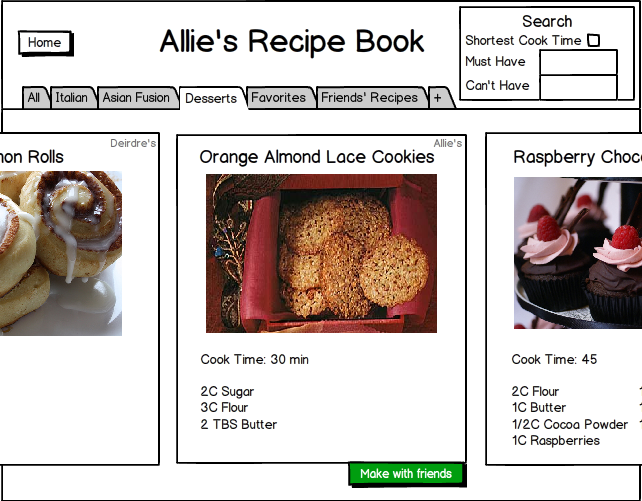 Home
Allie's Recipe Book
Search
Shortest Cook Time
Must Have
Can't Have
All
Italian
Asian Fusion
Desserts
Favorites
Friends' Recipes
+
Deirdre's
non Rolls
Allie's
Orange Almond Lace Cookies
Cook Time: 30 min
2C Sugar
3C Flour
2 TBS Butter
Make with friends
Raspberry Choc
Cook Time: 45
2C Flour
1C Butter
1/2C Cocoa Powder
1C Raspberries